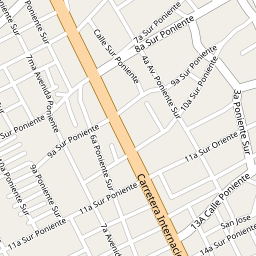 7a Sur Poniente
8a Sur Poniente
Calle Sur Poniente
7ma Avenida Poniente
4a Av. Poniente Sur
9a Sur Poniente
10a Sur Poniente
3a Poniente Sur
Sur Poniente
9a Sur Poniente
6a Poniente Sur
11a Sur Oriente
9a Poniente Sur
11a Sur Poniente
Carretera Internac
13A Calle Poniente
San Jose
11a Sur Poniente
7a Avenida
14a Sur Poniente